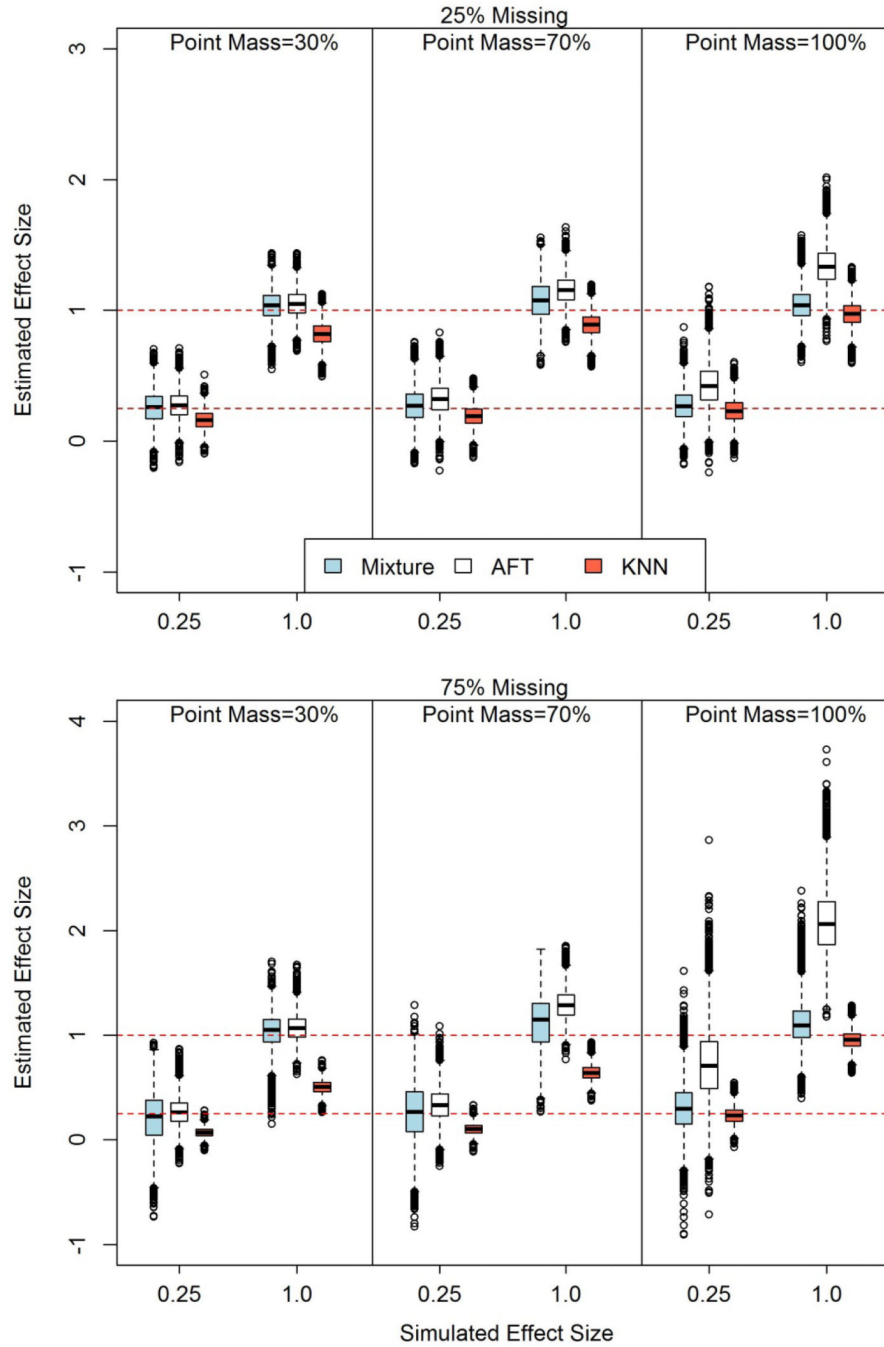 25% Missing
Point Mass=30% Point Mass=70% Point Mass=100%
3
2
1
0
-1
Estimated Effect Size
Mixture AFT KNN
0.25 1.0 0.25 1.0 0.25 1.0
75% Missing
Point Mass=30% Point Mass=70% Point Mass=100%
4
3
2
1
0
-1
Estimated Effect Size
0.25 1.0 0.25 1.0 0.25 1.0
Simulated Effect Size